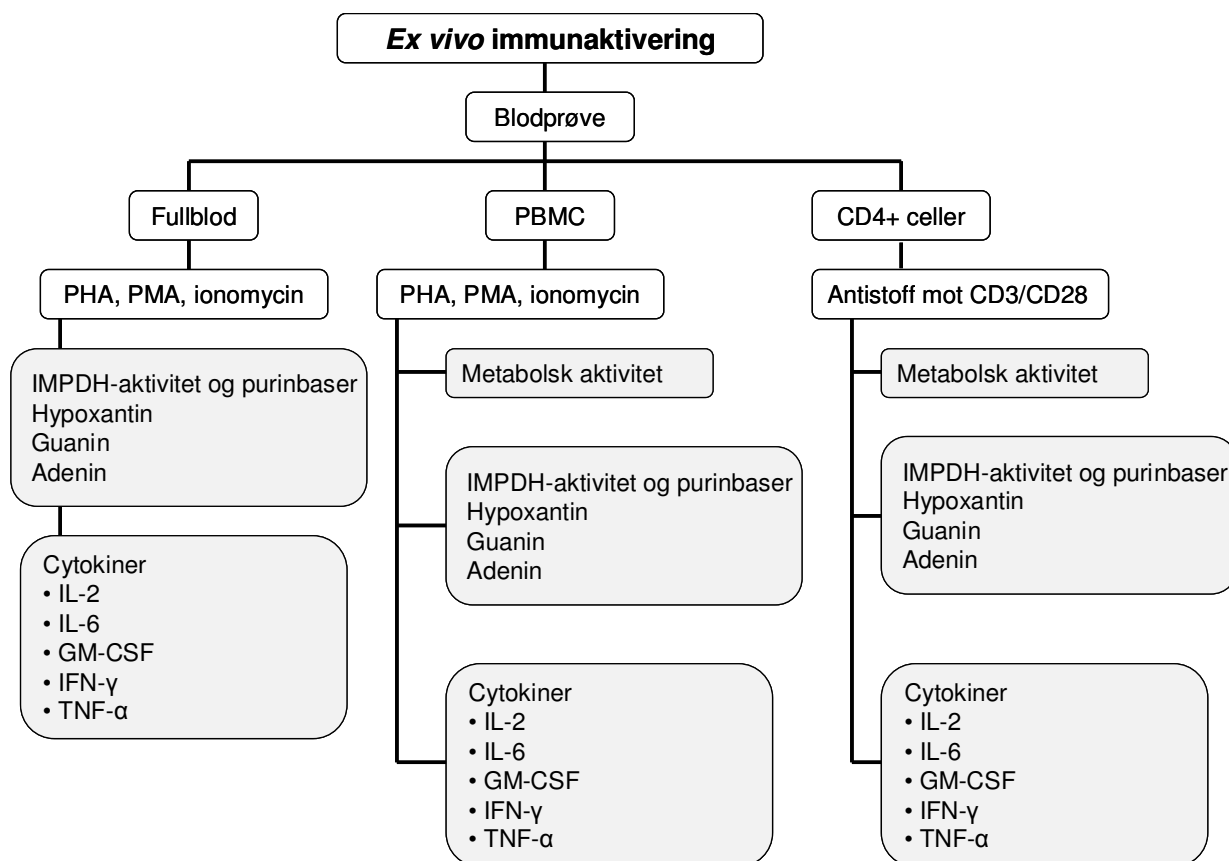 Ex vivo immunaktivering
Blodprøve
Fullblod
PBMC
CD4+ celler
PHA, PMA, ionomycin
PHA, PMA, ionomycin
Antistoff mot CD3/CD28
IMPDH-aktivitet og purinbaser
Hypoxantin
Guanin
Adenin
Cytokiner
• IL-2
• IL-6
• GM-CSF
• IFN-γ
• TNF-α
Metabolsk aktivitet
IMPDH-aktivitet og purinbaser
Hypoxantin
Guanin
Adenin
Cytokiner
• IL-2
• IL-6
• GM-CSF
• IFN-γ
• TNF-α
Metabolsk aktivitet
IMPDH-aktivitet og purinbaser
Hypoxantin
Guanin
Adenin
Cytokiner
• IL-2
• IL-6
• GM-CSF
• IFN-γ
• TNF-α